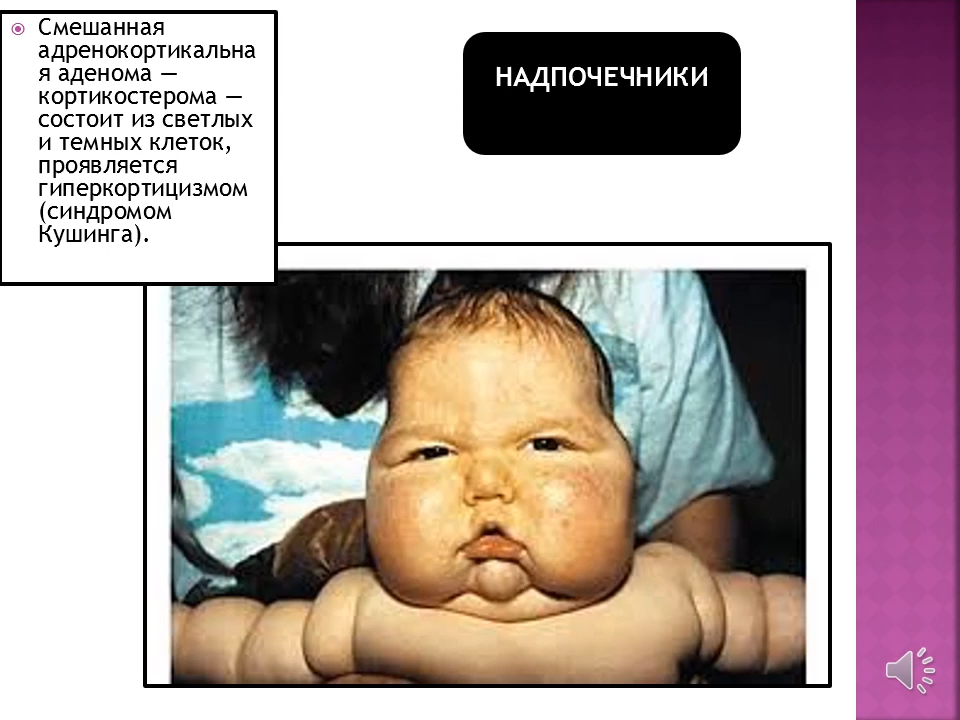 Смешанная
адренокортикальна
я аденома —
кортикостерома —
состоит из светлых
и темных клеток,
проявляется
гиперкортицизмом
(синдромом
Кушинга).
НАДПОЧЕЧНИКИ